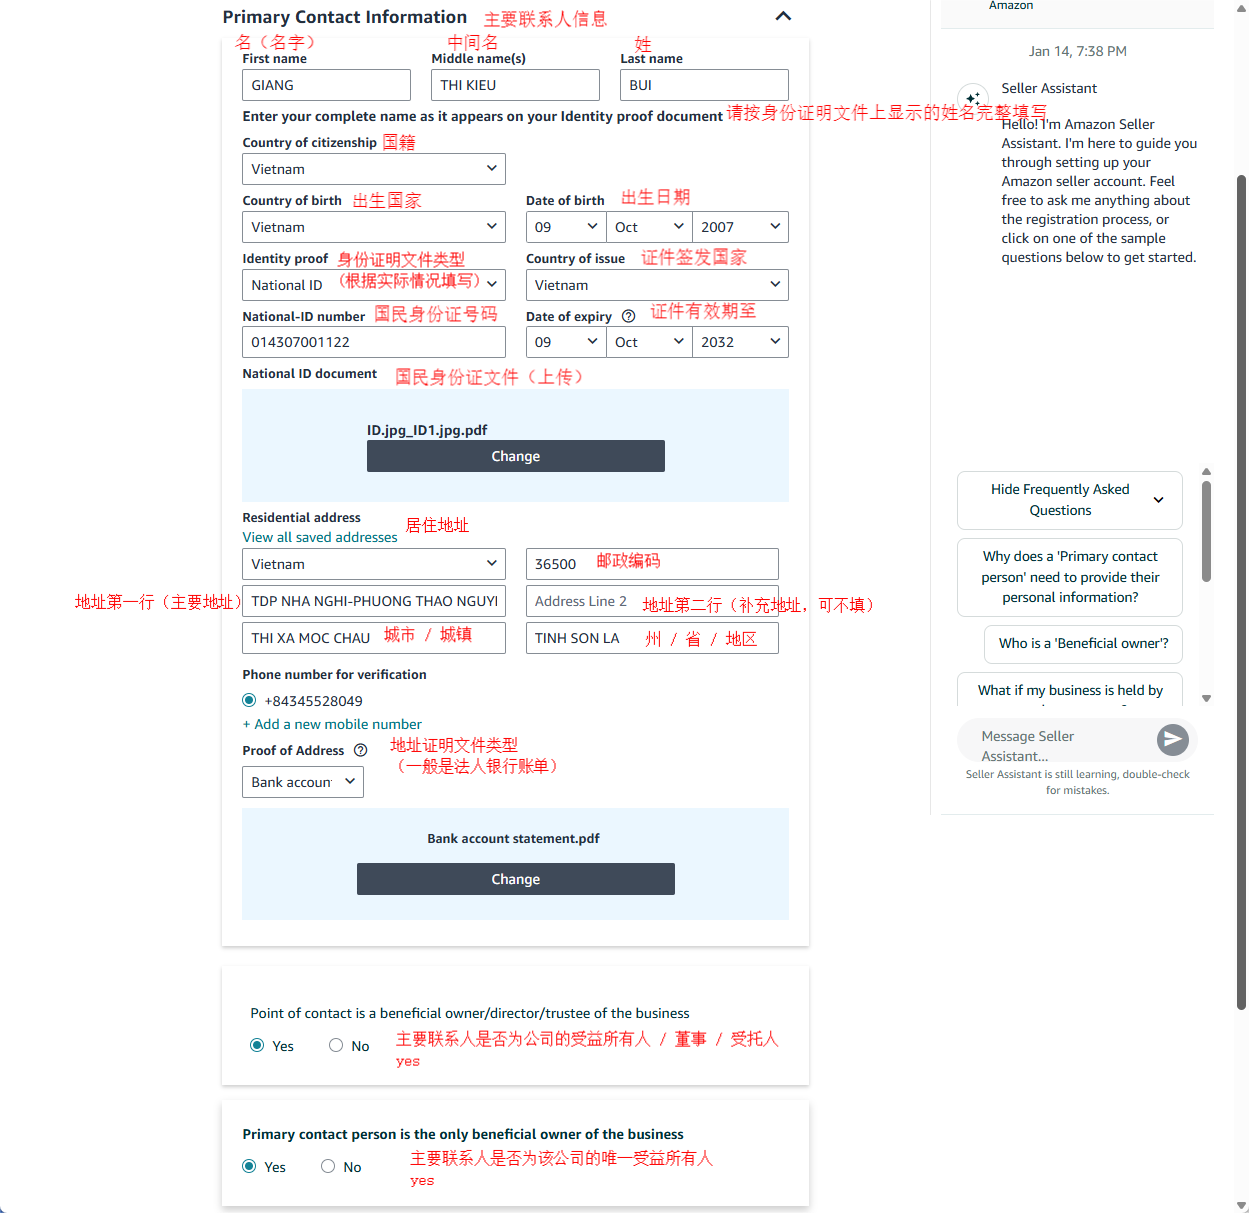 Primary Contact Information 主要联系人信息
名（名字） 中间名 姓
First name Middle name(s) Last name
GIANG THI KIEU BUI
Enter your complete name as it appears on your Identity proof document 请按身份证明文件上显示的姓名完整填写
Country of citizenship 国籍
Vietnam
Country of birth 出生国家 Date of birth 出生日期
Vietnam 09 Oct 2007
Identity proof 身份证明文件类型 Country of issue 证件签发国家
National ID （根据实际情况填写） Vietnam
National-ID number 国民身份证号码 Date of expiry 证件有效期至
014307001122 09 Oct 2032
National ID document 国民身份证文件（上传）
ID.jpg_ID1.jpg.pdf
Change
Residential address 居住地址
View all saved addresses
Vietnam 36500 邮政编码
地址第一行（主要地址） TDP NHA NGHI-PHUONG THAO NGUYI Address Line 2 地址第二行（补充地址，可不填）
THI XA MOC CHAU 城市 / 城镇 TINH SON LA 州 / 省 / 地区
Phone number for verification
+84345528049
+ Add a new mobile number
Proof of Address 地址证明文件类型
（一般是法人银行账单）
Bank accoun
Bank account statement.pdf
Change
Point of contact is a beneficial owner/director/trustee of the business
Yes No 主要联系人是否为公司的受益所有人 / 董事 / 受托人
yes
Primary contact person is the only beneficial owner of the business
Yes No 主要联系人是否为该公司的唯一受益所有人
yes
Amazon
Jan 14, 7:38 PM
Seller Assistant
Hello! I'm Amazon Seller
Assistant. I'm here to guide you
through setting up your
Amazon seller account. Feel
free to ask me anything about
the registration process, or
click on one of the sample
questions below to get started.
Hide Frequently Asked
Questions
Why does a 'Primary contact
person' need to provide their
personal information?
Who is a 'Beneficial owner'?
What if my business is held by
Message Seller
Assistant...
Seller Assistant is still learning, double-check
for mistakes.